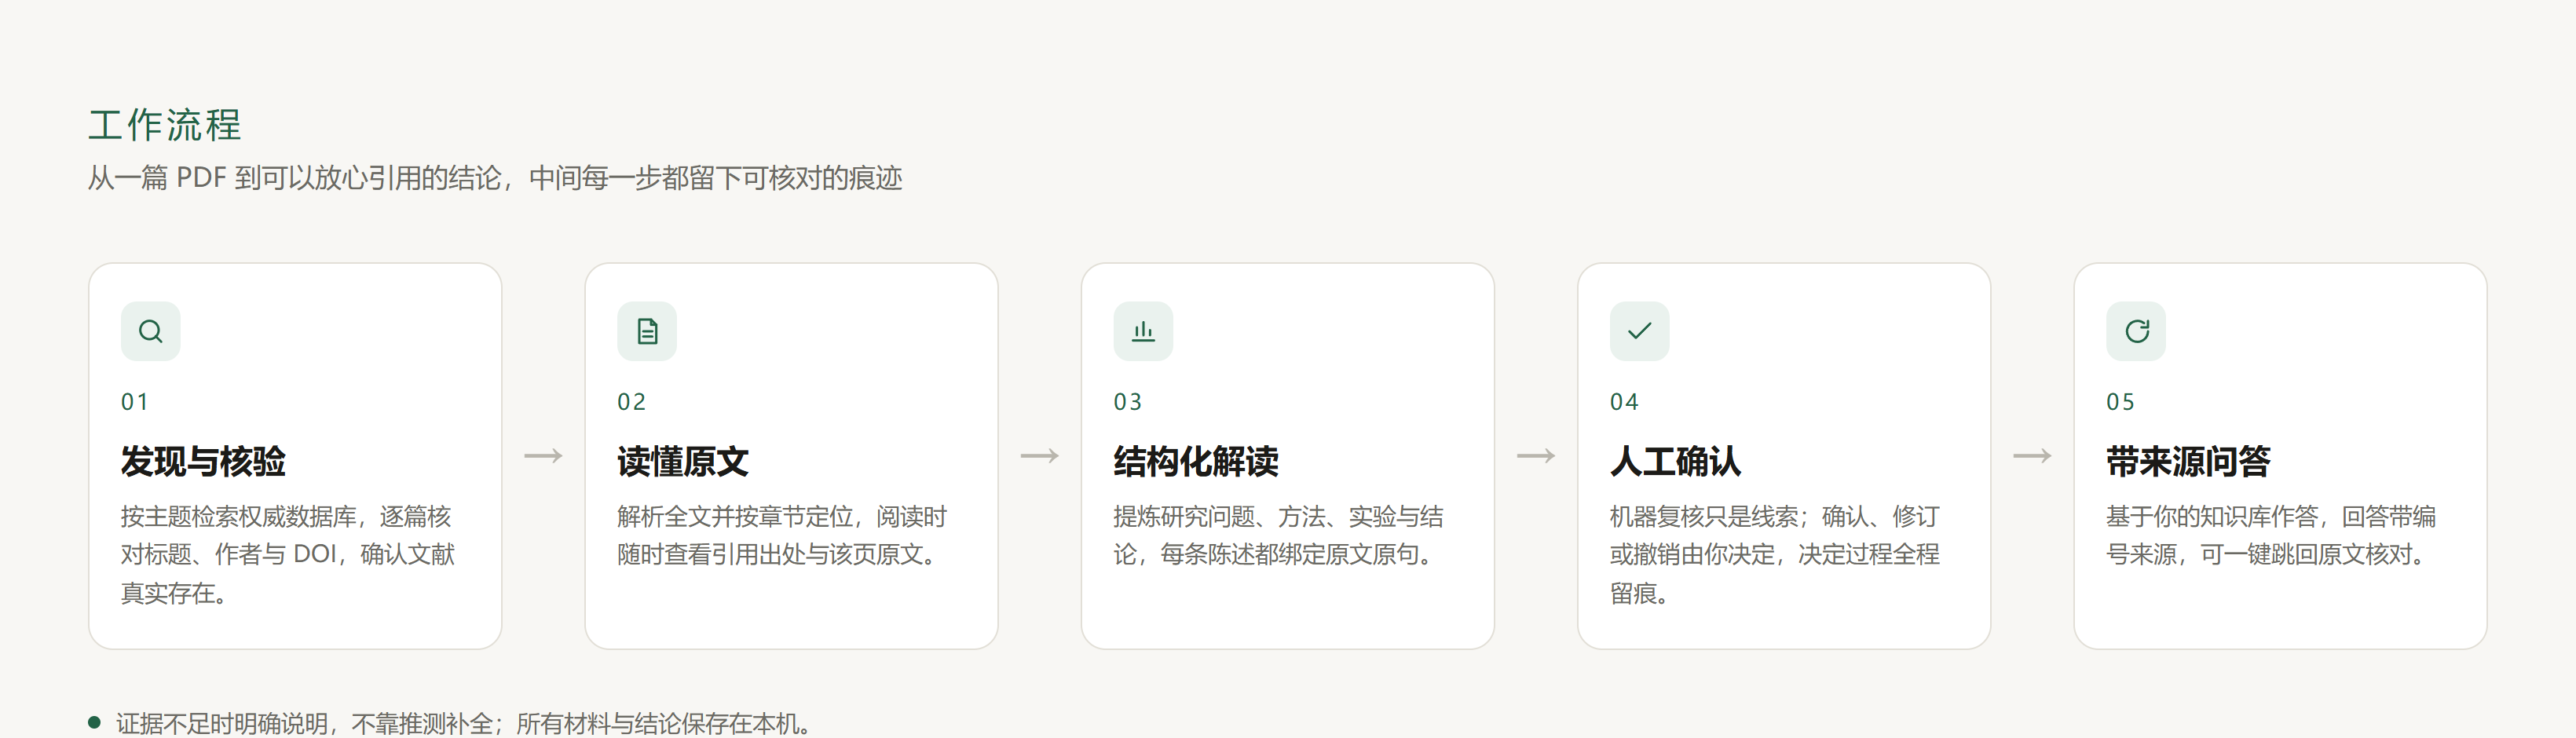 工作流程
从一篇 PDF 到可以放心引用的结论，中间每一步都留下可核对的痕迹
01
发现与核验
按主题检索权威数据库，逐篇核
对标题、作者与 DOI，确认文献
真实存在。
→
02
读懂原文
解析全文并按章节定位，阅读时
随时查看引用出处与该页原文。
→
03
结构化解读
提炼研究问题、方法、实验与结
论，每条陈述都绑定原文原句。
→
04
人工确认
机器复核只是线索；确认、修订
或撤销由你决定，决定过程全程
留痕。
→
05
带来源问答
基于你的知识库作答，回答带编
号来源，可一键跳回原文核对。
证据不足时明确说明，不靠推测补全；所有材料与结论保存在本机。